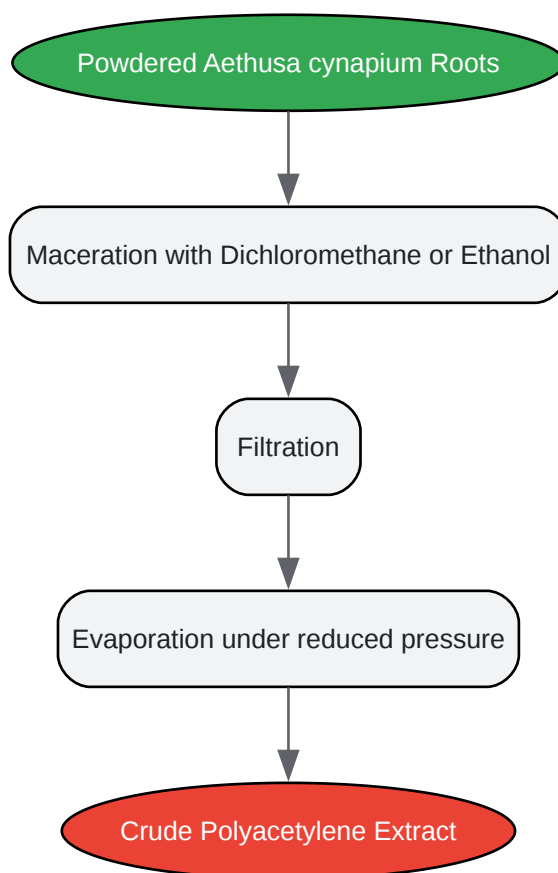 Powdered Aethusa cynapium Roots
Maceration with Dichloromethane or Ethanol
Filtration
Evaporation under reduced pressure
Crude Polyacetylene Extract